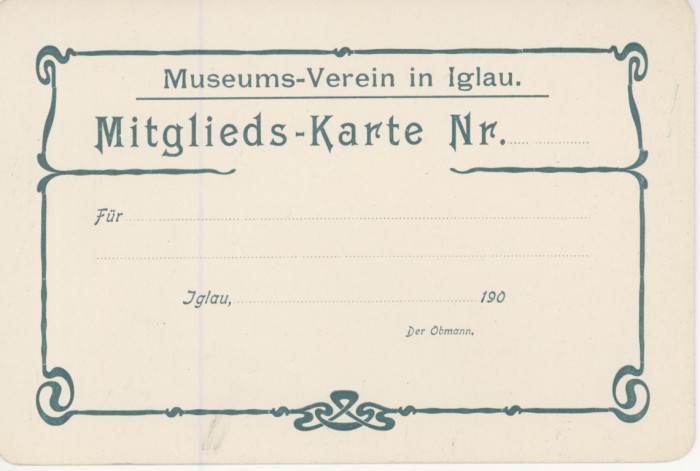 Museums-Verein in Iglau.
Mitglieds-Karte Nr.
Für
Iglau, 190
Der Obmann.